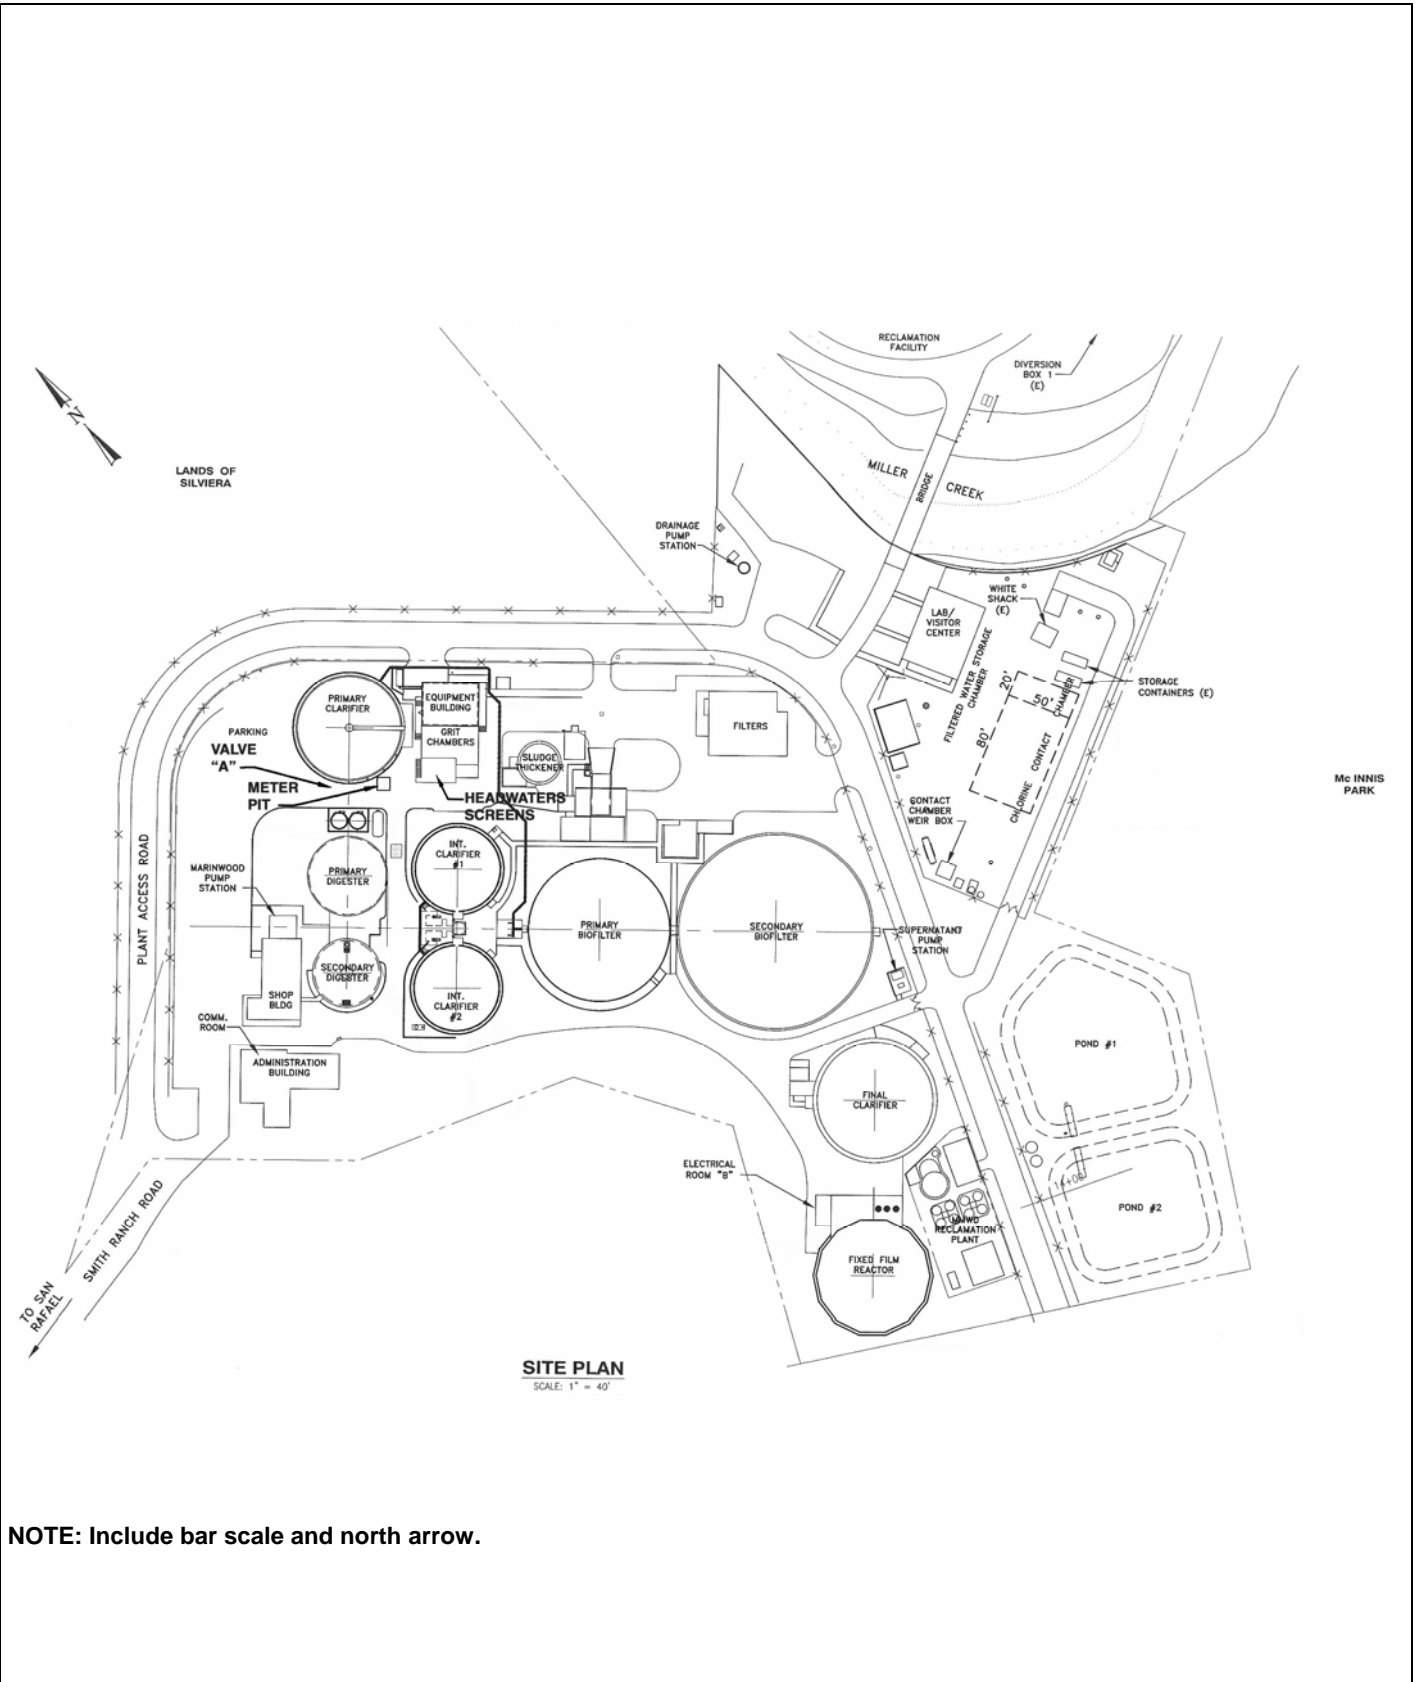 RECLAMATION
FACILITY
DIVERSION
BOX 1
(E)
N
LANDS OF
SILVIERA
MILLER
CREEK
BRIDGE
DRAINAGE
PUMP
STATION
WHITE
SHACK
(E)
LAB/
VISITOR
CENTER
FILTERED WATER STORAGE
CHAMBER
20'
50'
80'
CHLORINE CONTACT
CHAMBER
STORAGE
CONTAINERS (E)
PRIMARY
CLARIFIER
EQUIPMENT
BUILDING
GRIT
CHAMBERS
PARKING
VALVE
"A"
METER
PIT
HEADWATERS
SCREENS
SLUDGE
THICKENER
FILTERS
Mc INNIS
PARK
CONTACT
CHAMBER
WEIR BOX
PLANT ACCESS ROAD
MARINWOOD
PUMP
STATION
PRIMARY
DIGESTER
INT.
CLARIFIER
#1
PRIMARY
BIOFILTER
SECONDARY
BIOFILTER
SUPERNATANT
PUMP
STATION
SECONDARY
DIGESTER
SHOP
BLDG
INT.
CLARIFIER
#2
COMM.
ROOM
ADMINISTRATION
BUILDING
POND #1
FINAL
CLARIFIER
ELECTRICAL
ROOM "B"
14+00
POND #2
MMWD
RECLAMATION
PLANT
FIXED FILM
REACTOR
SMITH RANCH ROAD
TO SAN
RAFAEL
SITE PLAN
SCALE: 1" = 40'
NOTE: Include bar scale and north arrow.